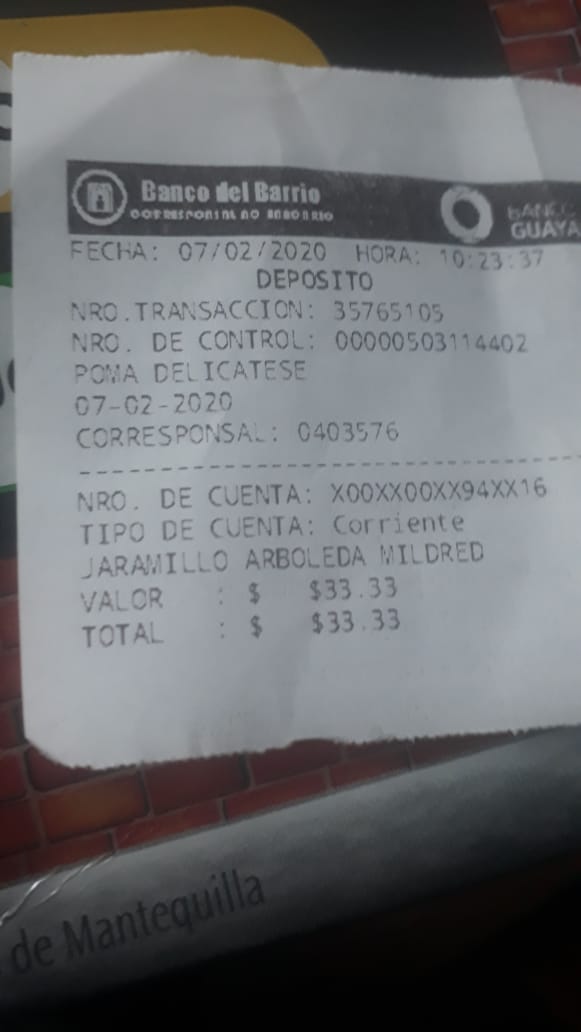 Banco del Barrio
CORRESPONSAL NO BANCARIO
BANCO
GUAYA
FECHA: 07/02/2020 HORA: 10:23:37
DEPOSITO
NRO.TRANSACCION: 35765105
NRO. DE CONTROL: 00000503114402
POMA DELICATESE
07-02-2020
CORRESPONSAL: 0403576
NRO. DE CUENTA: X00XX00XX94XX16
TIPO DE CUENTA: Corriente
JARAMILLO ARBOLEDA MILDRED
VALOR : $ $33.33
TOTAL : $ $33.33
de Mantequilla